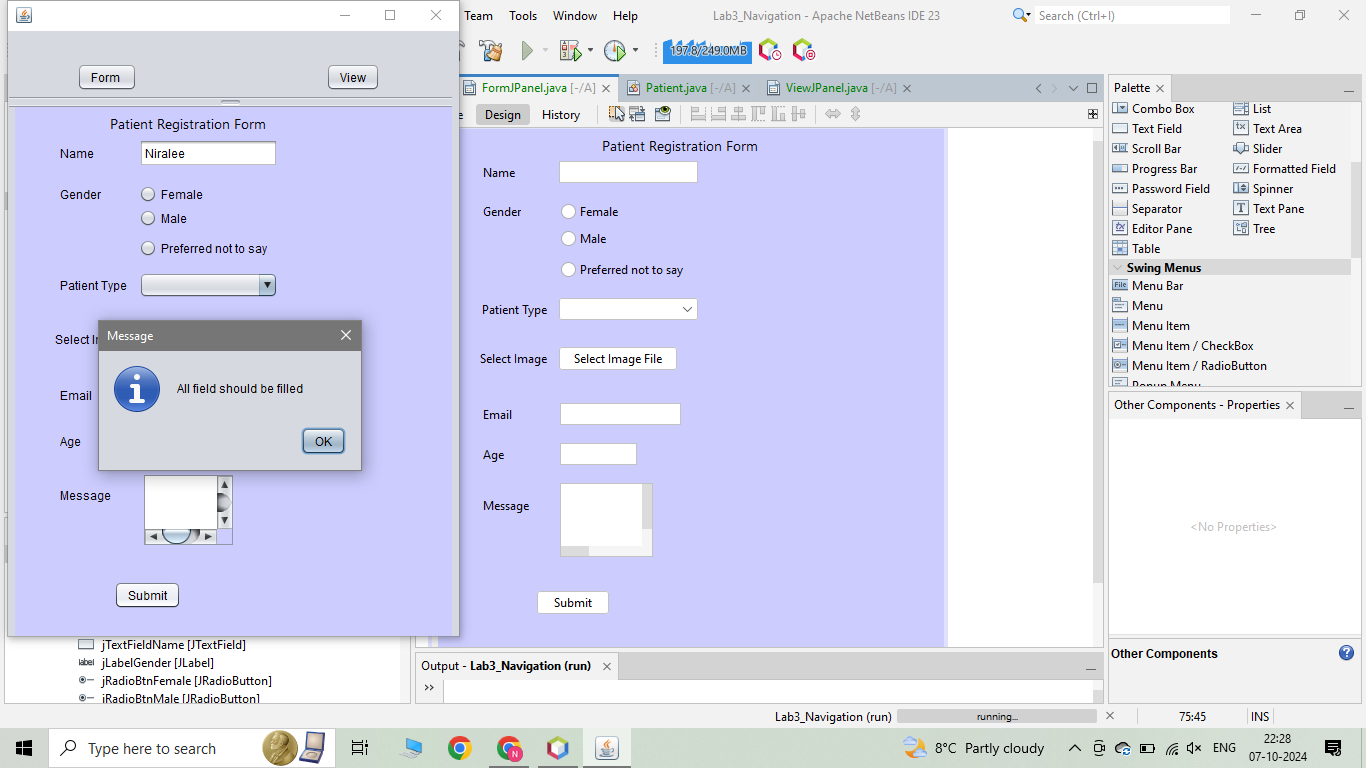 Team Tools Window Help
Lab3_Navigation - Apache NetBeans IDE 23
Search (Ctrl+I)
197.8/249.0MB
Form
View
Patient Registration Form
Name
Niralee
Gender
Female
Male
Preferred not to say
Patient Type
Message
All field should be filled
OK
Email
Age
Message
Submit
jTextFieldName [JTextField]
jLabelGender [JLabel]
jRadioBtnFemale [JRadioButton]
jRadioBtnMale [JRadioButton]
FormJPanel.java [-/A]
Patient.java [-/A]
ViewJPanel.java [-/A]
Design
History
Patient Registration Form
Name
Gender
Female
Male
Preferred not to say
Patient Type
Select Image
Select Image File
Email
Age
Message
Submit
Output - Lab3_Navigation (run)
Palette
Combo Box List
Text Field Text Area
Scroll Bar Slider
Progress Bar Formatted Field
Password Field Spinner
Separator Text Pane
Editor Pane Tree
Table
Swing Menus
Menu Bar
Menu
Menu Item
Menu Item / CheckBox
Menu Item / RadioButton
Popup Menu
Other Components - Properties
<No Properties>
Other Components
Lab3_Navigation (run)
running...
75:45
INS
Type here to search
8°C Partly cloudy
ENG
22:28
07-10-2024